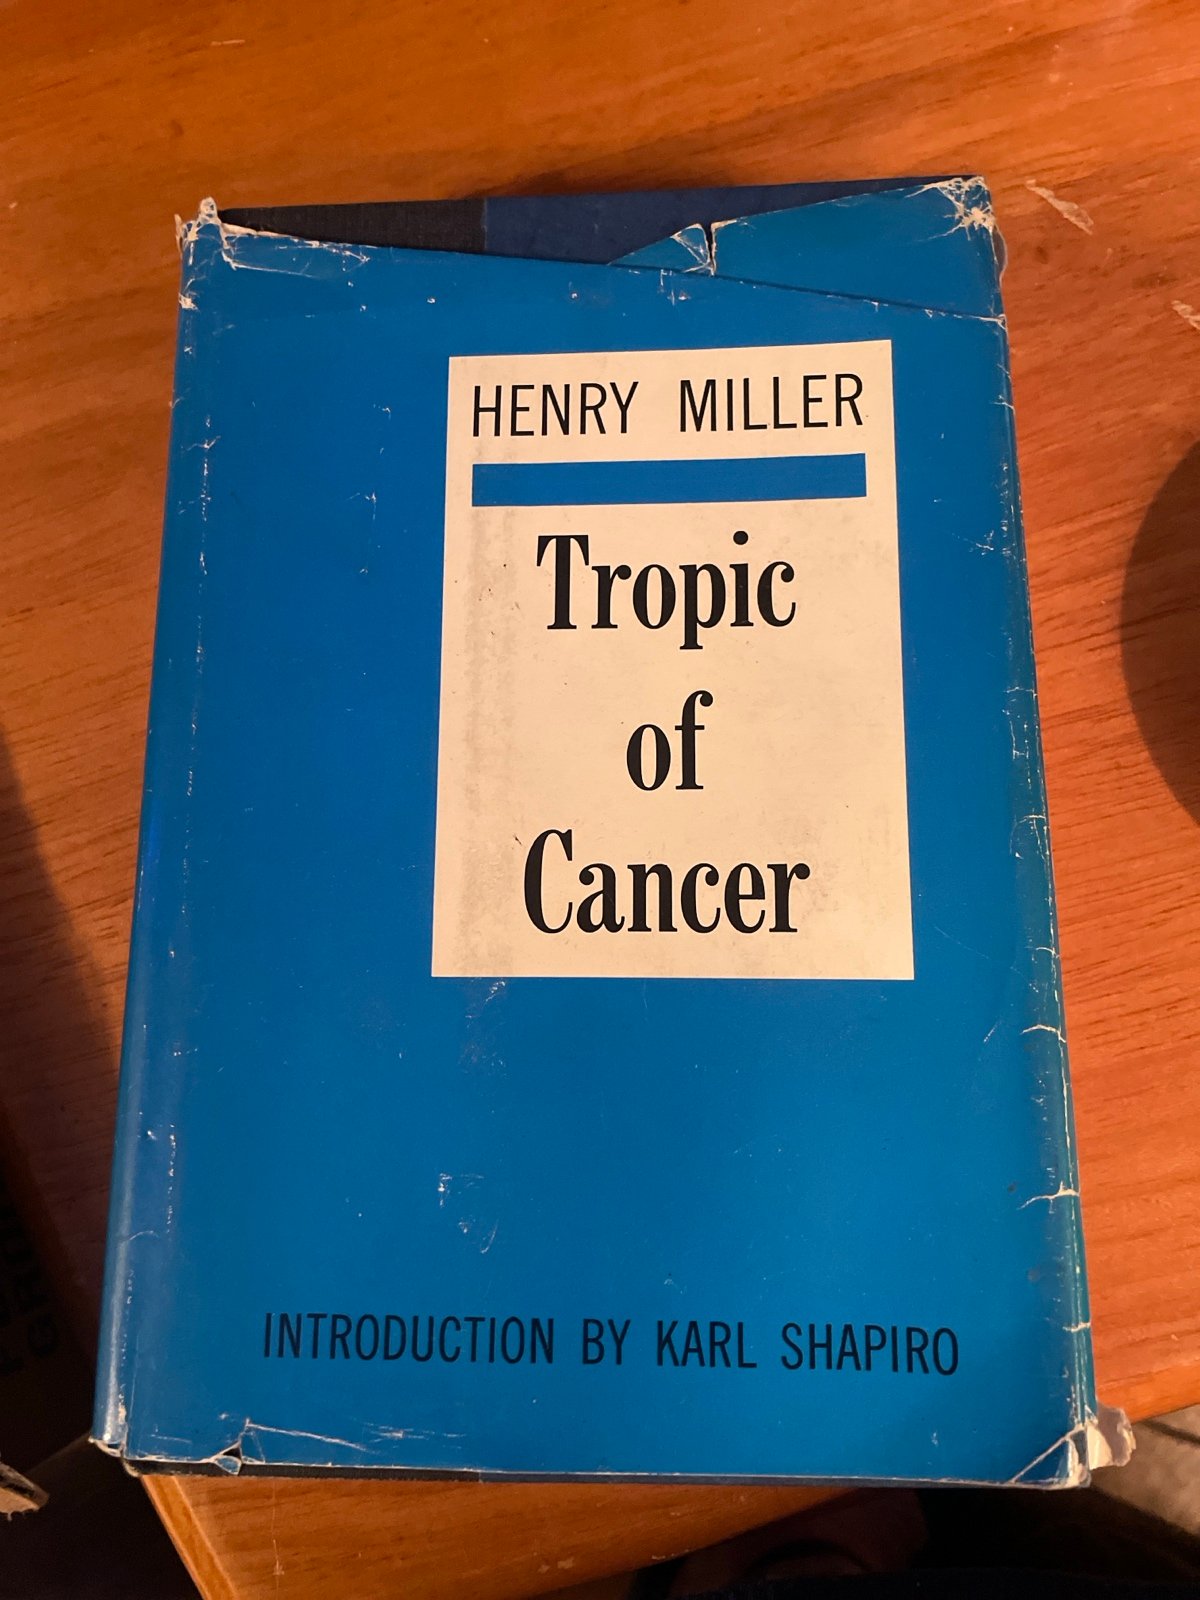 HENRY MILLER
Tropic
of
Cancer
INTRODUCTION BY KARL SHAPIRO